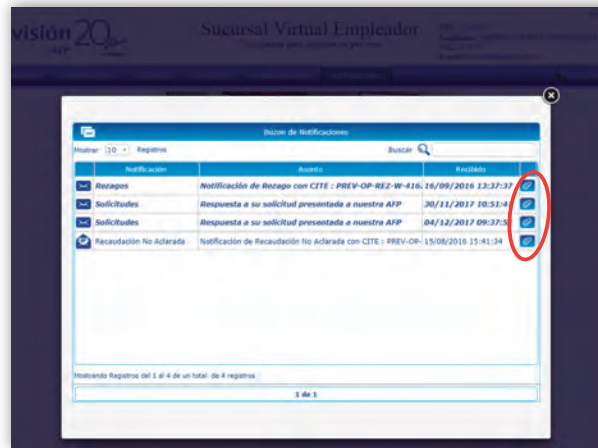 visión 20
AFP
Sucursal Virtual Empleador
Buzon de Notificaciones
Mostrar 10 Registros
Buscar
Notificación Asunto Recibido
Rezagos Notificación de Rezago con CITE : PREV-OP-REZ-W-416. 16/09/2016 13:37:37
Solicitudes Respuesta a su solicitud presentada a nuestra AFP 30/11/2017 10:51:4
Solicitudes Respuesta a su solicitud presentada a nuestra AFP 04/12/2017 09:37:5
Recaudación No Aclarada Notificación de Recaudación No Aclarada con CITE : PREV-OP- 15/08/2016 15:41:34
Mostrando Registros del 1 al 4 de un total de 4 registros
1 de 1